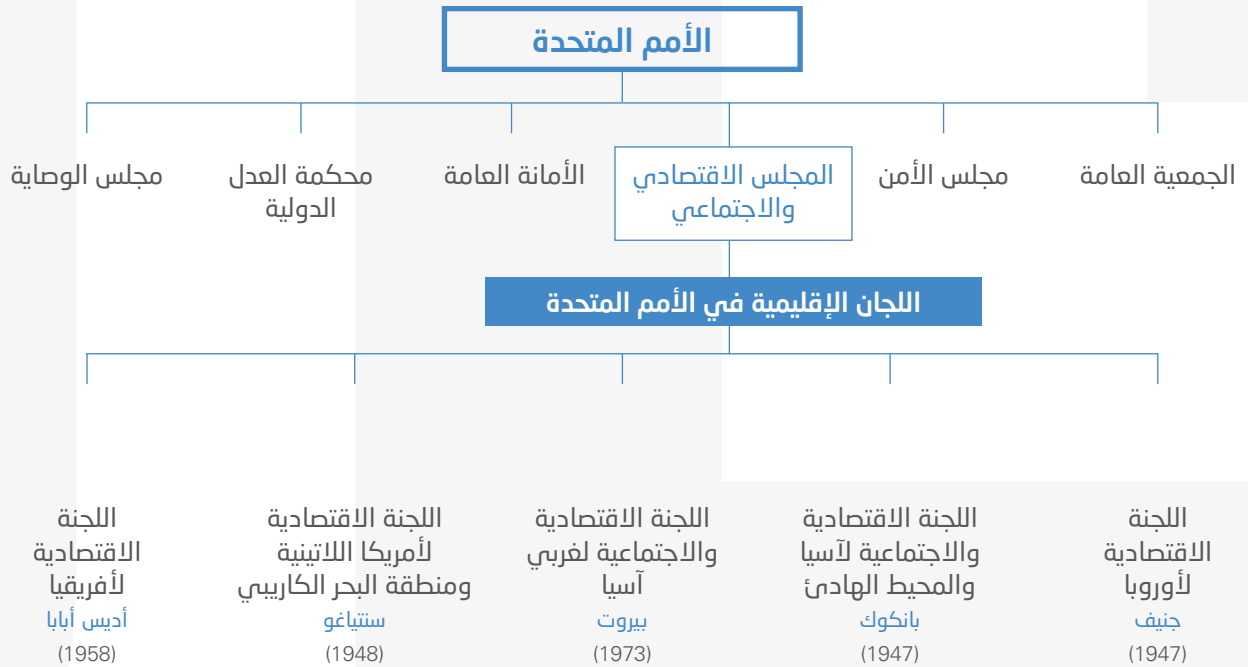 الأمم المتحدة
الجمعية العامة
مجلس الأمن
المجلس الاقتصادي
والاجتماعي
الأمانة العامة
محكمة العدل
الدولية
مجلس الوصاية
اللجان الإقليمية في الأمم المتحدة
اللجنة
الاقتصادية
لأوروبا
جنيف
(1947)
اللجنة الاقتصادية
والاجتماعية لآسيا
والمحيط الهادئ
بانكوك
(1947)
اللجنة الاقتصادية
والاجتماعية لغربي
آسيا
بيروت
(1973)
اللجنة الاقتصادية
لأمريكا اللاتينية
ومنطقة البحر الكاريبي
سنتياغو
(1948)
اللجنة
الاقتصادية
لأفريقيا
أديس أبابا
(1958)